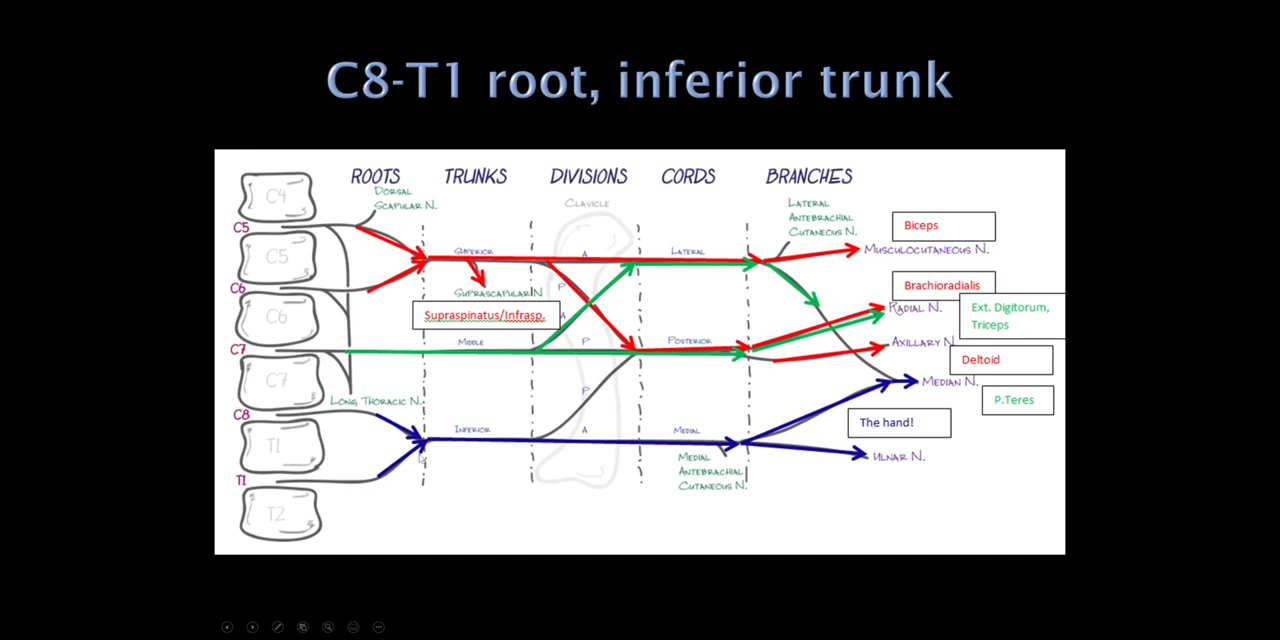 C8-T1 root, inferior trunk
ROOTS
TRUNKS
DIVISIONS
CORDS
BRANCHES
DORSAL
SCAPULAR N.
CLAVICLE
LATERAL
ANTEBRACHIAL
CUTANEOUS N.
C4
C5
C5
C6
C6
C7
C7
C8
T1
T1
T2
SUPERIOR
A
LATERAL
Biceps
MUSCULOCUTANEOUS N.
SUPRASCAPULAR N
P
Brachioradialis
Supraspinatus/Infrasp.
A
RADIAL N.
Ext. Digitorum,
Triceps
MIDDLE
P
POSTERIOR
AXILLARY N.
Deltoid
LONG THORACIC N.
P
MEDIAN N.
P.Teres
INFERIOR
A
MEDIAL
The hand!
MEDIAL
ANTEBRACHIAL
CUTANEOUS N.
ULNAR N.